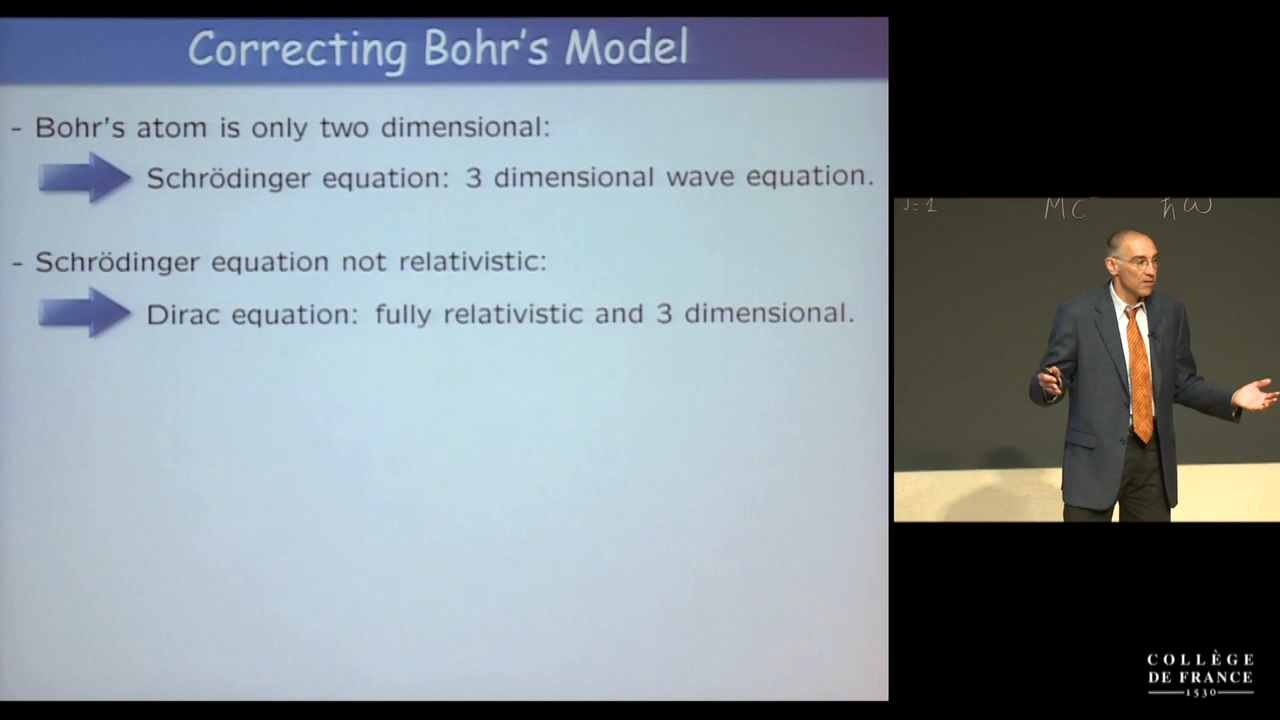 Correcting Bohr's Model
- Bohr's atom is only two dimensional:
Schrödinger equation: 3 dimensional wave equation.
- Schrödinger equation not relativistic:
Dirac equation: fully relativistic and 3 dimensional.
MC ħω
COLLÈGE
DE FRANCE
1530